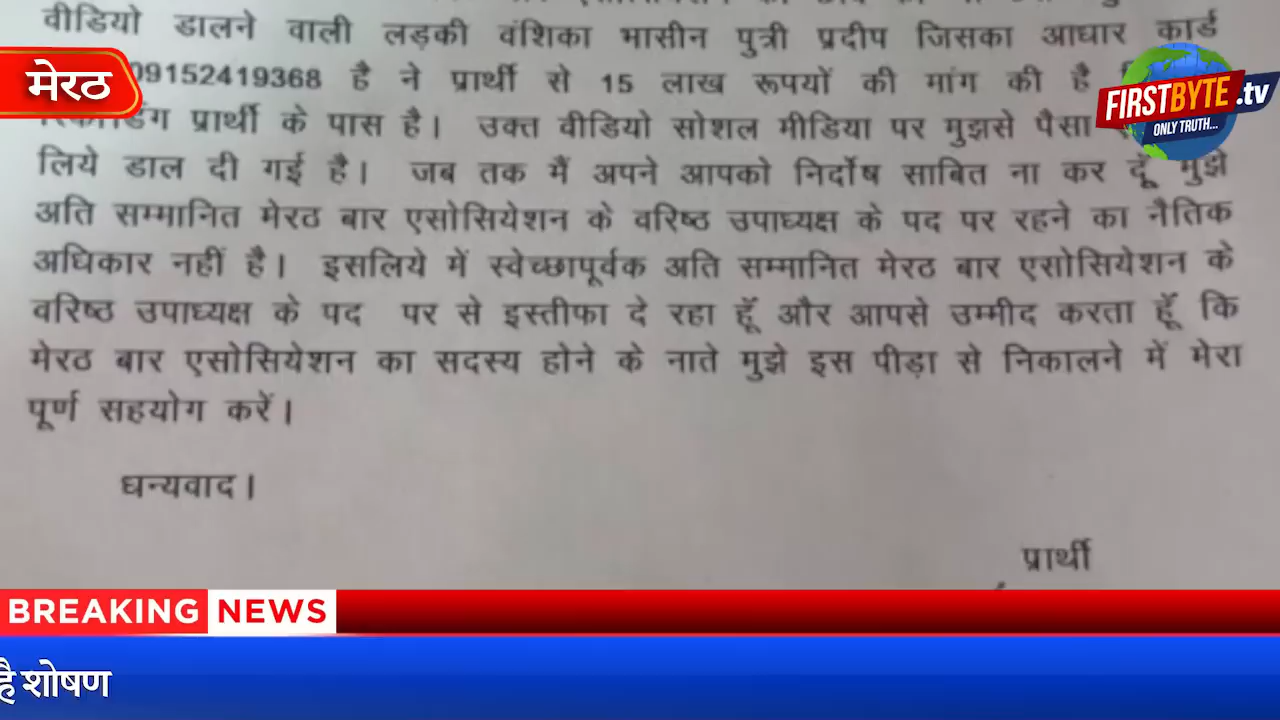 वीडियो डालने वाली लड़की वंशिका भासीन पुत्री प्रदीप जिसका आधार कार्ड
09152419368 है ने प्रार्थी से 15 लाख रूपयों की मांग की है
प्रार्थी के पास है। उक्त वीडियो सोशल मीडिया पर मुझसे पैसा
लिये डाल दी गई है। जब तक मैं अपने आपको निर्दोष साबित ना कर दूँ मुझे
अति सम्मानित मेरठ बार एसोसियेशन के वरिष्ठ उपाध्यक्ष के पद पर रहने का नैतिक
अधिकार नहीं है। इसलिये में स्वेच्छापूर्वक अति सम्मानित मेरठ बार एसोसियेशन के
वरिष्ठ उपाध्यक्ष के पद पर से इस्तीफा दे रहा हूँ और आपसे उम्मीद करता हूँ कि
मेरठ बार एसोसियेशन का सदस्य होने के नाते मुझे इस पीड़ा से निकालने में मेरा
पूर्ण सहयोग करें।
धन्यवाद।
प्रार्थी
मेरठ
FIRSTBYTE.tv
ONLY TRUTH...
BREAKING NEWS
है शोषण